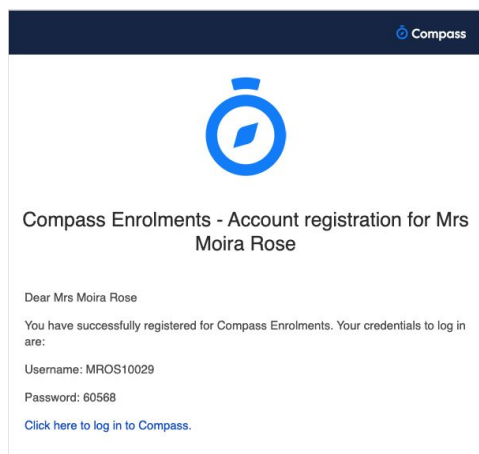 Compass
Compass Enrolments - Account registration for Mrs
Moira Rose
Dear Mrs Moira Rose
You have successfully registered for Compass Enrolments. Your credentials to log in
are:
Username: MROS10029
Password: 60568
Click here to log in to Compass.